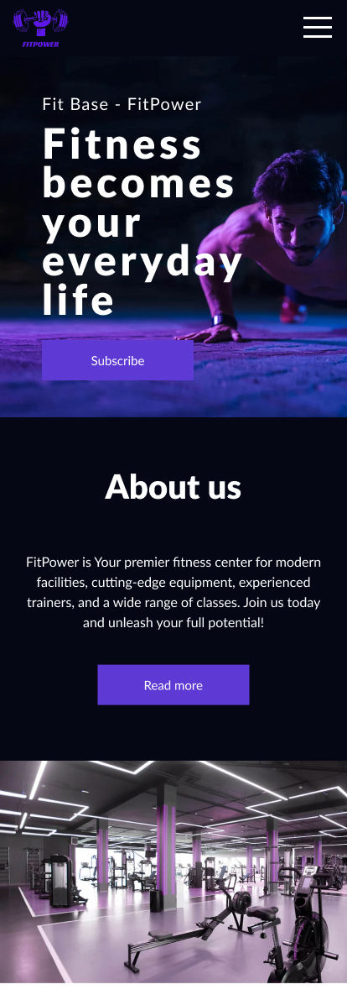 FITPOWER
Fit Base - FitPower
Fitness
becomes
your
everyday
life
Subscribe
About us
FitPower is Your premier fitness center for modern
facilities, cutting-edge equipment, experienced
trainers, and a wide range of classes. Join us today
and unleash your full potential!
Read more